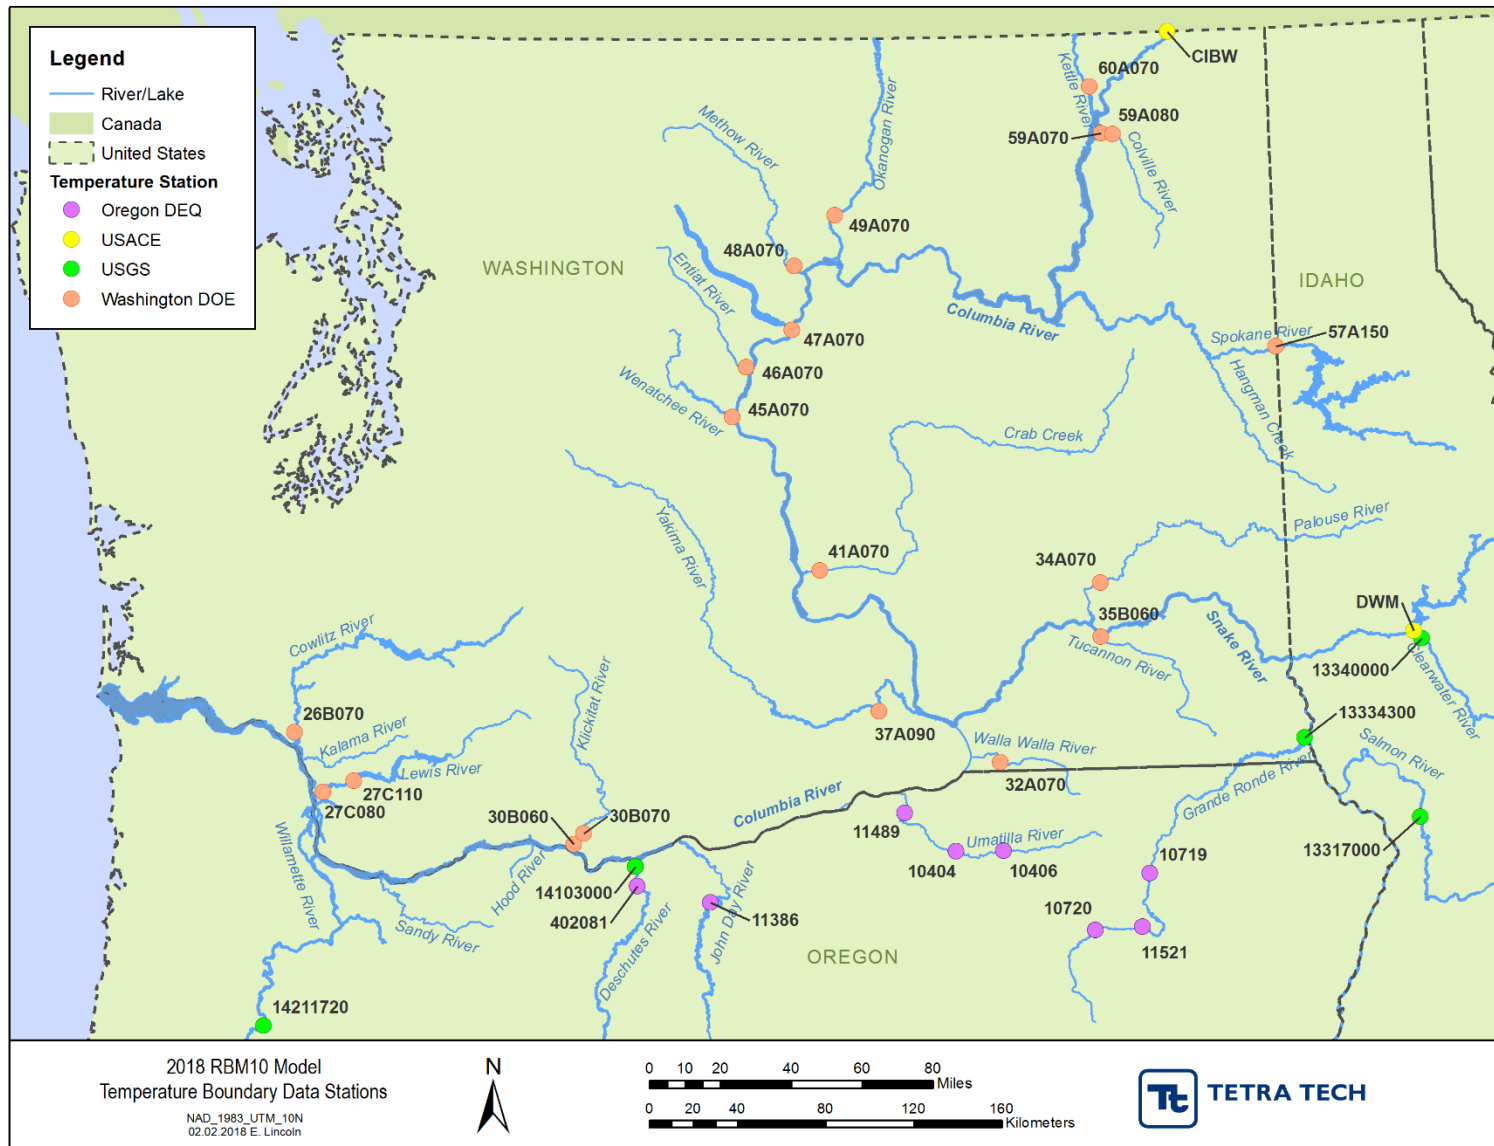 Legend
River/Lake
Canada
United States
Temperature Station
Oregon DEQ
USACE
USGS
Washington DOE
CIBW
60A070
Kettle River
59A080
59A070
Colville River
Methow River
Okanogan River
49A070
48A070
WASHINGTON
Entiat River
IDAHO
Columbia River
47A070
Spokane River
57A150
46A070
Wenatchee River
Hangman Creek
45A070
Crab Creek
Yakima River
Palouse River
41A070
34A070
DWM
35B060
Snake River
Tucannon River
Cowlitz River
13340000
Clearwater River
Klickitat River
26B070
Kalama River
37A090
13334300
Walla Walla River
Salmon River
Lewis River
27C110
32A070
Grande Ronde River
27C080
Columbia River
30B060
30B070
11489
Umatilla River
Willamette River
Hood River
10404
10406
10719
13317000
14103000
402081
John Day River
11386
10720
Sandy River
Deschutes River
OREGON
11521
14211720
2018 RBM10 Model
Temperature Boundary Data Stations
NAD_1983_UTM_10N
02.02.2018 E. Lincoln
N
0 10 20 40 60 80
Miles
0 20 40 80 120 160
Kilometers
Tt
TETRA TECH